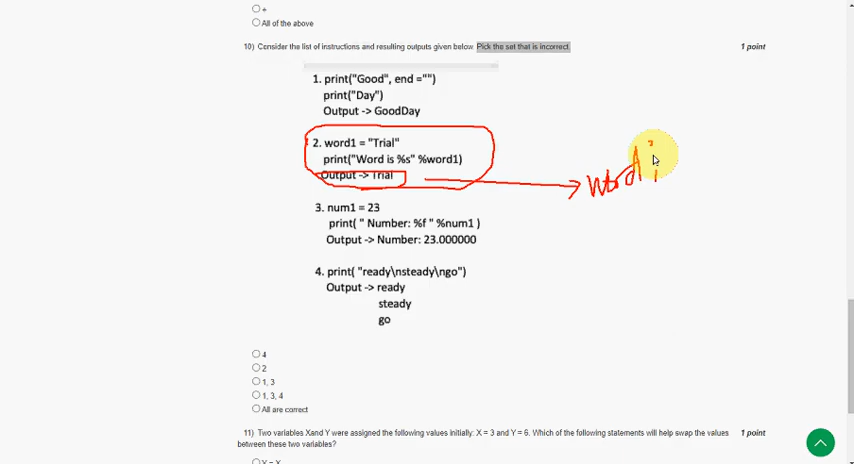 +
All of the above
10) Consider the list of instructions and resulting outputs given below. Pick the set that is incorrect. 1 point
1. print("Good", end ="")
print("Day")
Output -> GoodDay
2. word1 = "Trial"
print("Word is %s" %word1)
Output -> Trial
Word i
3. num1 = 23
print( " Number: %f " %num1 )
Output -> Number: 23.000000
4. print( "ready\nsteady\ngo")
Output -> ready
steady
go
4
2
1, 3
1, 3, 4
All are correct
11) Two variables Xand Y were assigned the following values initially: X = 3 and Y = 6. Which of the following statements will help swap the values 1 point
between these two variables?
Y = X